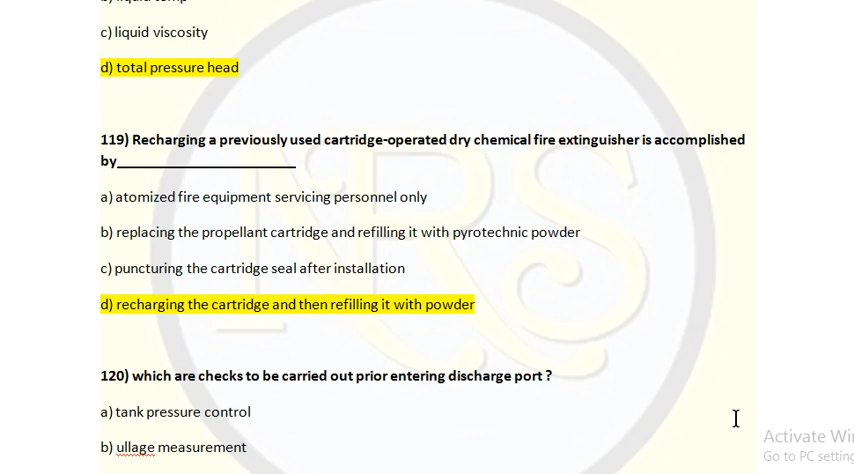 c) liquid viscosity
d) total pressure head
119) Recharging a previously used cartridge-operated dry chemical fire extinguisher is accomplished
by
a) atomized fire equipment servicing personnel only
b) replacing the propellant cartridge and refilling it with pyrotechnic powder
c) puncturing the cartridge seal after installation
d) recharging the cartridge and then refilling it with powder
120) which are checks to be carried out prior entering discharge port ?
a) tank pressure control
b) ullage measurement
NRS
Activate Wi
Go to PC setting